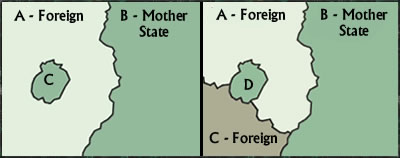 A - Foreign
B - Mother
State
C
A - Foreign
B - Mother
State
D
C - Foreign